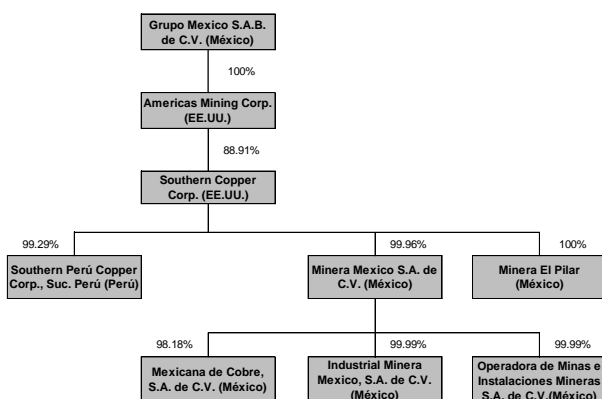 Grupo Mexico S.A.B.
de C.V. (México)
100%
Americas Mining Corp.
(EE.UU.)
88.91%
Southern Copper
Corp. (EE.UU.)
99.29%
99.96%
100%
Southern Perú Copper
Corp., Suc. Perú (Perú)
Minera Mexico S.A. de
C.V. (México)
Minera El Pilar
(México)
98.18%
99.99%
99.99%
Mexicana de Cobre,
S.A. de C.V. (México)
Industrial Minera
Mexico, S.A. de C.V.
(México)
Operadora de Minas e
Instalaciones Mineras
S.A. de C.V.(México)